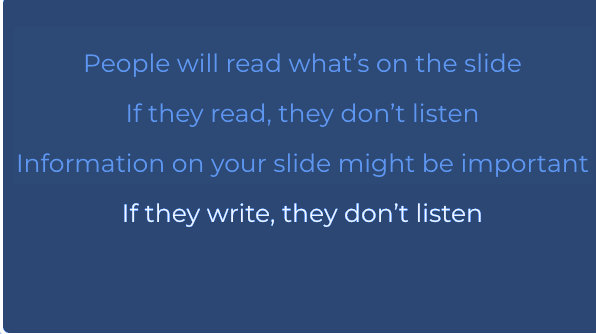 People will read what’s on the slide
If they read, they don’t listen
Information on your slide might be important
If they write, they don’t listen